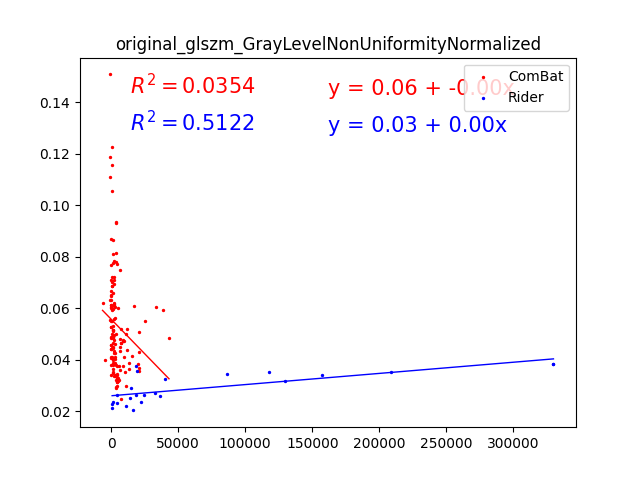 original_glszm_GrayLevelNonUniformityNormalized
R² = 0.0354
y = 0.06 + -0.00x
ComBat
Rider
R² = 0.5122
y = 0.03 + 0.00x
0.14
0.12
0.10
0.08
0.06
0.04
0.02
0 50000 100000 150000 200000 250000 300000